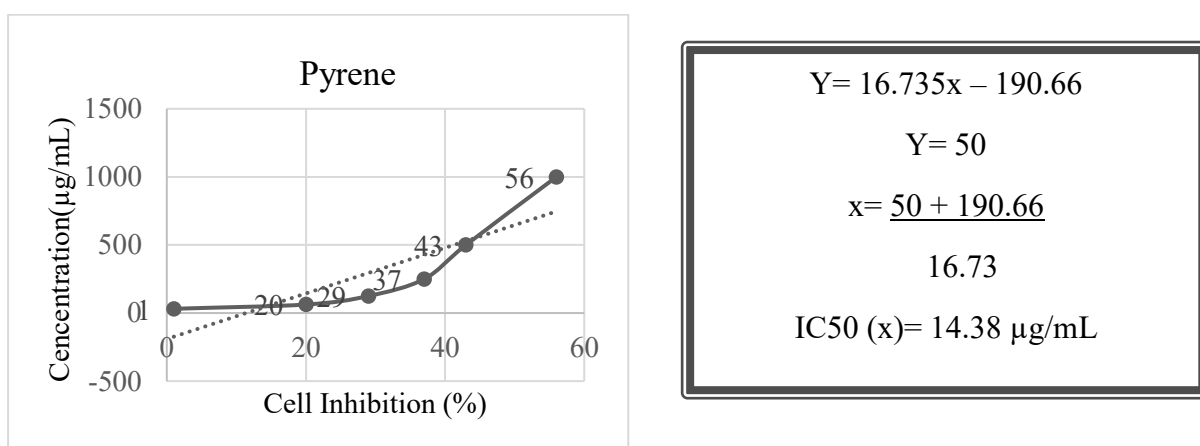 Pyrene
Cencentration(µg/mL)
1500
1000
500
0
-500
1
20
29
37
43
56
0
20
40
60
Cell Inhibition (%)
Y= 16.735x – 190.66
Y= 50
x= 50 + 190.66
16.73
IC50 (x)= 14.38 µg/mL